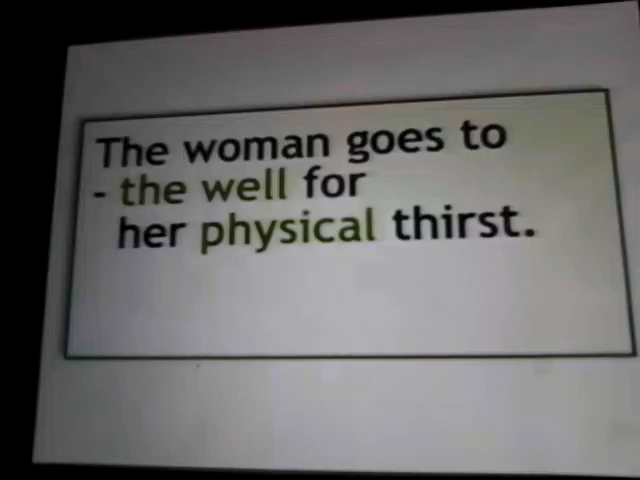 The woman goes to
- the well for
her physical thirst.